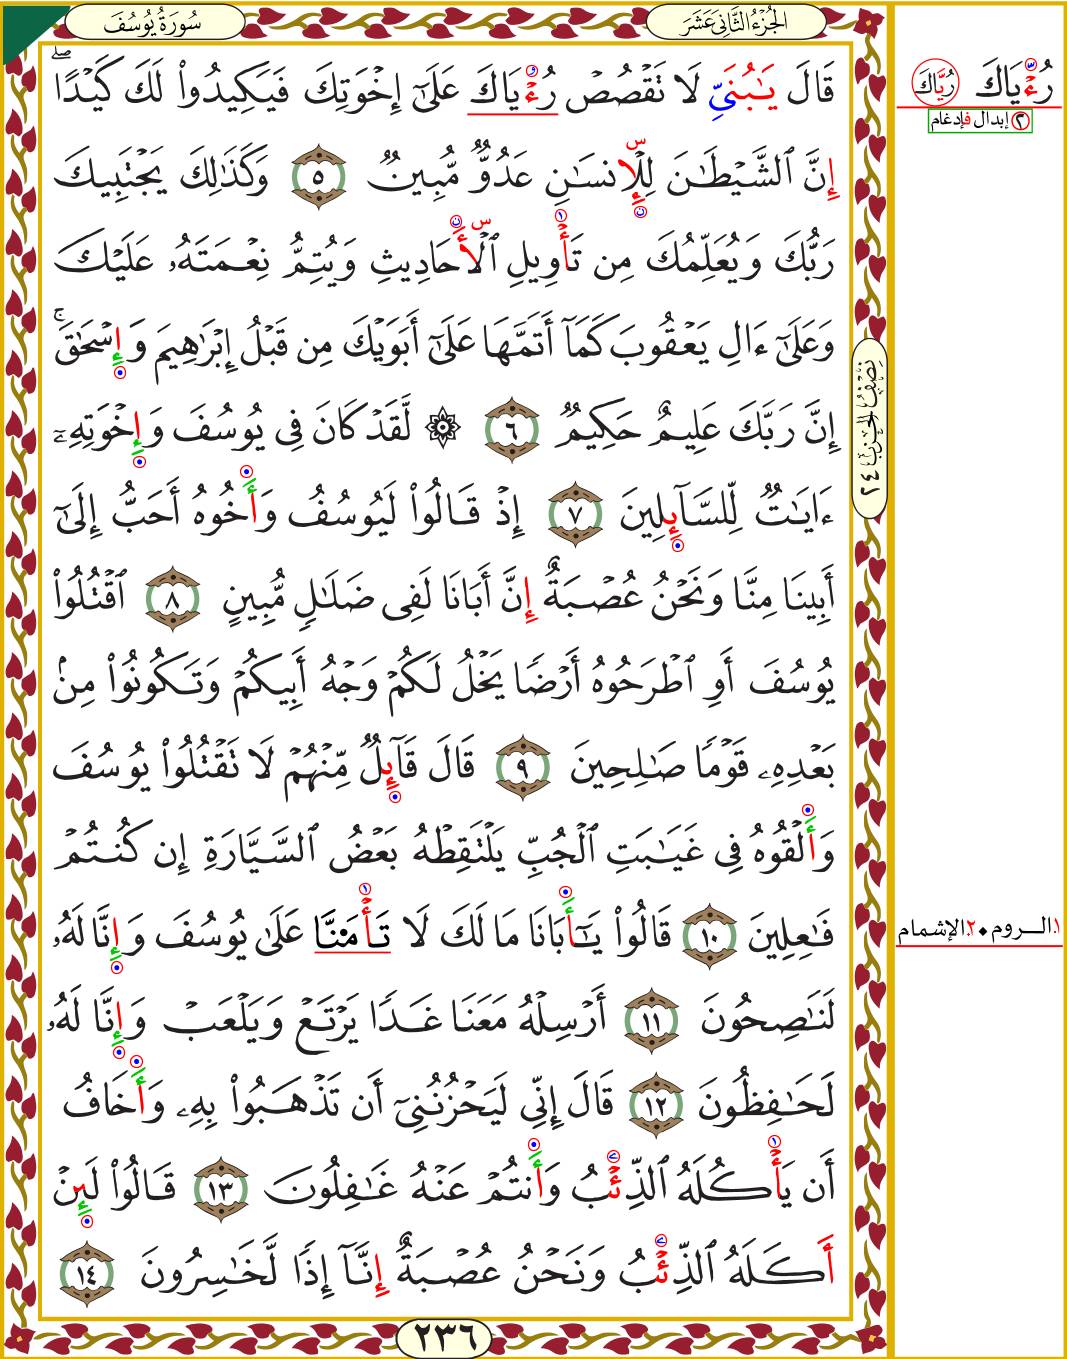 سُورَةُ يُوسُفَ
الجُزْءُ الثَّانِيَ عَشَرَ
قَالَ يَٰبُنَيِّ لَا تَقۡصُصۡ رُءۡيَاكَ عَلَىٰٓ إِخۡوَتِكَ فَيَكِيدُواْ لَكَ كَيۡدًاۖ
إِنَّ ٱلشَّيۡطَٰنَ لِلۡإِنسَٰنِ عَدُوّٞ مُّبِينٞ ٥ وَكَذَٰلِكَ يَجۡتَبِيكَ
رَبُّكَ وَيُعَلِّمُكَ مِن تَأۡوِيلِ ٱلۡأَحَادِيثِ وَيُتِمُّ نِعۡمَتَهُۥ عَلَيۡكَ
وَعَلَىٰٓ ءَالِ يَعۡقُوبَ كَمَآ أَتَمَّهَا عَلَىٰٓ أَبَوَيۡكَ مِن قَبۡلُ إِبۡرَٰهِيمَ وَإِسۡحَٰقَۚ
إِنَّ رَبَّكَ عَلِيمٌ حَكِيمٞ ٦ ۞ لَّقَدۡ كَانَ فِي يُوسُفَ وَإِخۡوَتِهِۦٓ
ءَايَٰتٞ لِّلسَّآئِلِينَ ٧ إِذۡ قَالُواْ لَيُوسُفُ وَأَخُوهُ أَحَبُّ إِلَىٰٓ
أَبِينَا مِنَّا وَنَحۡنُ عُصۡبَةٌ إِنَّ أَبَانَا لَفِي ضَلَٰلٖ مُّبِينٍ ٨ ٱقۡتُلُواْ
يُوسُفَ أَوِ ٱطۡرَحُوهُ أَرۡضٗا يَخۡلُ لَكُمۡ وَجۡهُ أَبِيكُمۡ وَتَكُونُواْ مِنۢ
بَعۡدِهِۦ قَوۡمٗا صَٰلِحِينَ ٩ قَالَ قَآئِلٞ مِّنۡهُمۡ لَا تَقۡتُلُواْ يُوسُفَ
وَأَلۡقُوهُ فِي غَيَٰبَتِ ٱلۡجُبِّ يَلۡتَقِطۡهُ بَعۡضُ ٱلسَّيَّارَةِ إِن كُنتُمۡ
فَٰعِلِينَ ١٠ قَالُواْ يَٰٓأَبَانَا مَا لَكَ لَا تَأۡمَ۬نَّا عَلَىٰ يُوسُفَ وَإِنَّا لَهُۥ
لَنَٰصِحُونَ ١١ أَرۡسِلۡهُ مَعَنَا غَدٗا يَرۡتَعۡ وَيَلۡعَبۡ وَإِنَّا لَهُۥ
لَحَٰفِظُونَ ١٢ قَالَ إِنِّي لَيَحۡزُنُنِيٓ أَن تَذۡهَبُواْ بِهِۦ وَأَخَافُ
أَن يَأۡكُلَهُ ٱلذِّئۡبُ وَأَنتُمۡ عَنۡهُ غَٰفِلُونَ ١٣ قَالُواْ لَئِنۡ
أَكَلَهُ ٱلذِّئۡبُ وَنَحۡنُ عُصۡبَةٌ إِنَّآ إِذٗا لَّخَٰسِرُونَ ١٤
٢٣٦
نِصْفُ الحِزْبِ ٢٤
رُءۡيَاكَ رُيَّاكَ
٢ إبدال فإدغام
١.الروم • ٢.الإشمام